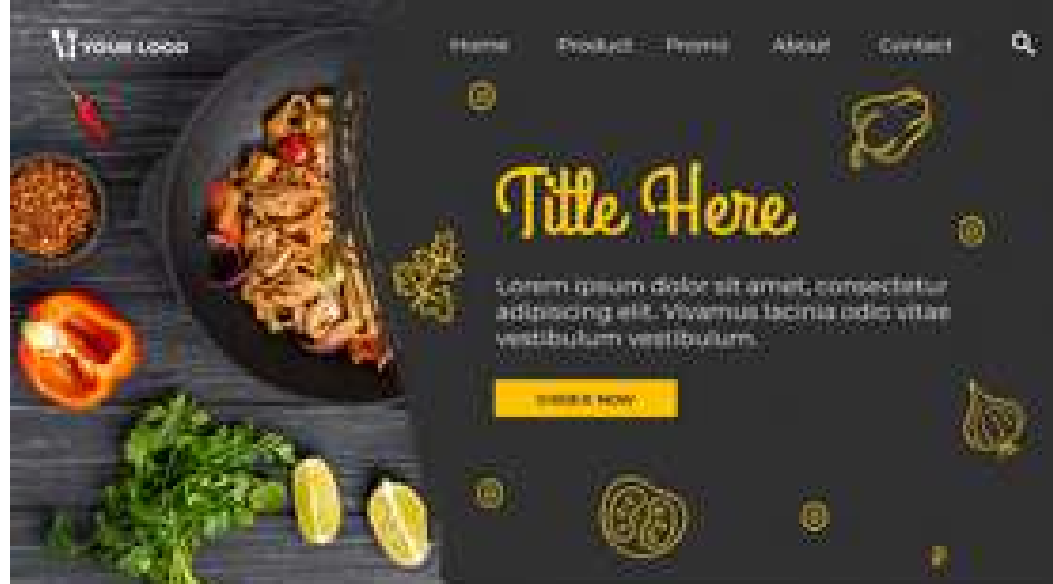 YOUR LOGO
Home Product Promo About Contact
Title Here
Lorem ipsum dolor sit amet, consectetur
adipiscing elit. Vivamus lacinia odio vitae
vestibulum vestibulum.
ORDER NOW